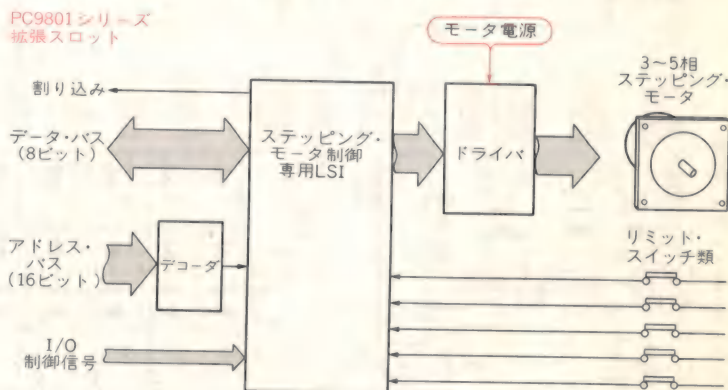 PC9801シリーズ
拡張スロット
モータ電源
割り込み
データ・バス
(8ビット)
ステッピング・
モータ制御
専用LSI
ドライバ
3〜5相
ステッピング・
モータ
アドレス・
バス
(16ビット)
デコーダ
リミット・
スイッチ類
I/O
制御信号